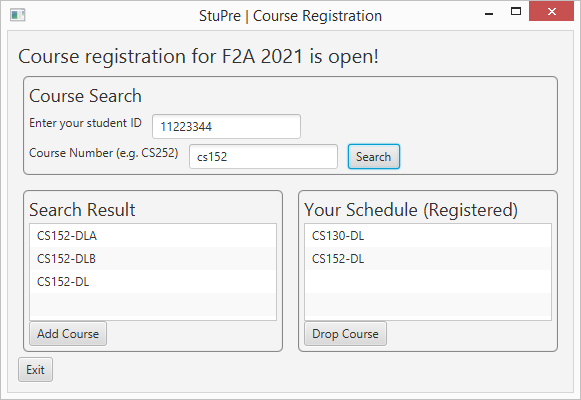 StuPre | Course Registration
Course registration for F2A 2021 is open!
Course Search
Enter your student ID 11223344
Course Number (e.g. CS252) cs152 Search
Search Result
CS152-DLA
CS152-DLB
CS152-DL
Add Course
Your Schedule (Registered)
CS130-DL
CS152-DL
Drop Course
Exit